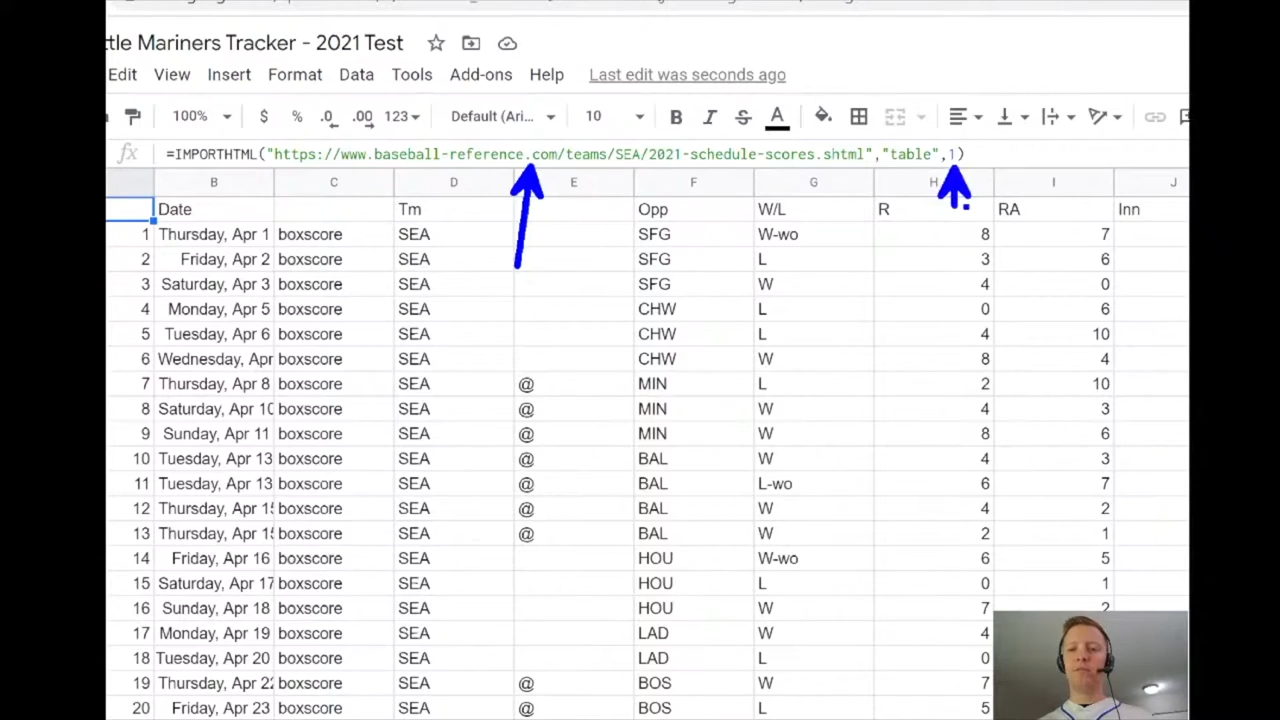 ttle Mariners Tracker - 2021 Test
Edit View Insert Format Data Tools Add-ons Help Last edit was seconds ago
100% $ % .0 .00 123 Default (Ari... 10 B I S A
fx =IMPORTHTML("https://www.baseball-reference.com/teams/SEA/2021-schedule-scores.shtml","table",1)
B C D E F G H I J
Date Tm Opp W/L R RA Inn
1 Thursday, Apr 1 boxscore SEA SFG W-wo 8 7
2 Friday, Apr 2 boxscore SEA SFG L 3 6
3 Saturday, Apr 3 boxscore SEA SFG W 4 0
4 Monday, Apr 5 boxscore SEA CHW L 0 6
5 Tuesday, Apr 6 boxscore SEA CHW L 4 10
6 Wednesday, Apr boxscore SEA CHW W 8 4
7 Thursday, Apr 8 boxscore SEA @ MIN L 2 10
8 Saturday, Apr 10 boxscore SEA @ MIN W 4 3
9 Sunday, Apr 11 boxscore SEA @ MIN W 8 6
10 Tuesday, Apr 13 boxscore SEA @ BAL W 4 3
11 Tuesday, Apr 13 boxscore SEA @ BAL L-wo 6 7
12 Thursday, Apr 15 boxscore SEA @ BAL W 4 2
13 Thursday, Apr 15 boxscore SEA @ BAL W 2 1
14 Friday, Apr 16 boxscore SEA HOU W-wo 6 5
15 Saturday, Apr 17 boxscore SEA HOU L 0 1
16 Sunday, Apr 18 boxscore SEA HOU W 7 2
17 Monday, Apr 19 boxscore SEA LAD W 4
18 Tuesday, Apr 20 boxscore SEA LAD L 0
19 Thursday, Apr 22 boxscore SEA @ BOS W 7
20 Friday, Apr 23 boxscore SEA @ BOS L 5